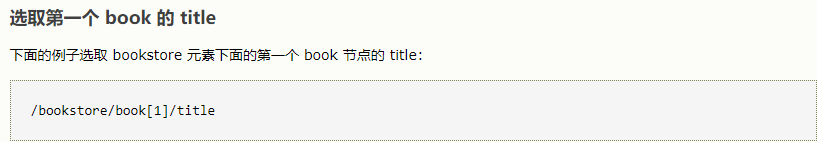 选取第一个 book 的 title
下面的例子选取 bookstore 元素下面的第一个 book 节点的 title：
/bookstore/book[1]/title